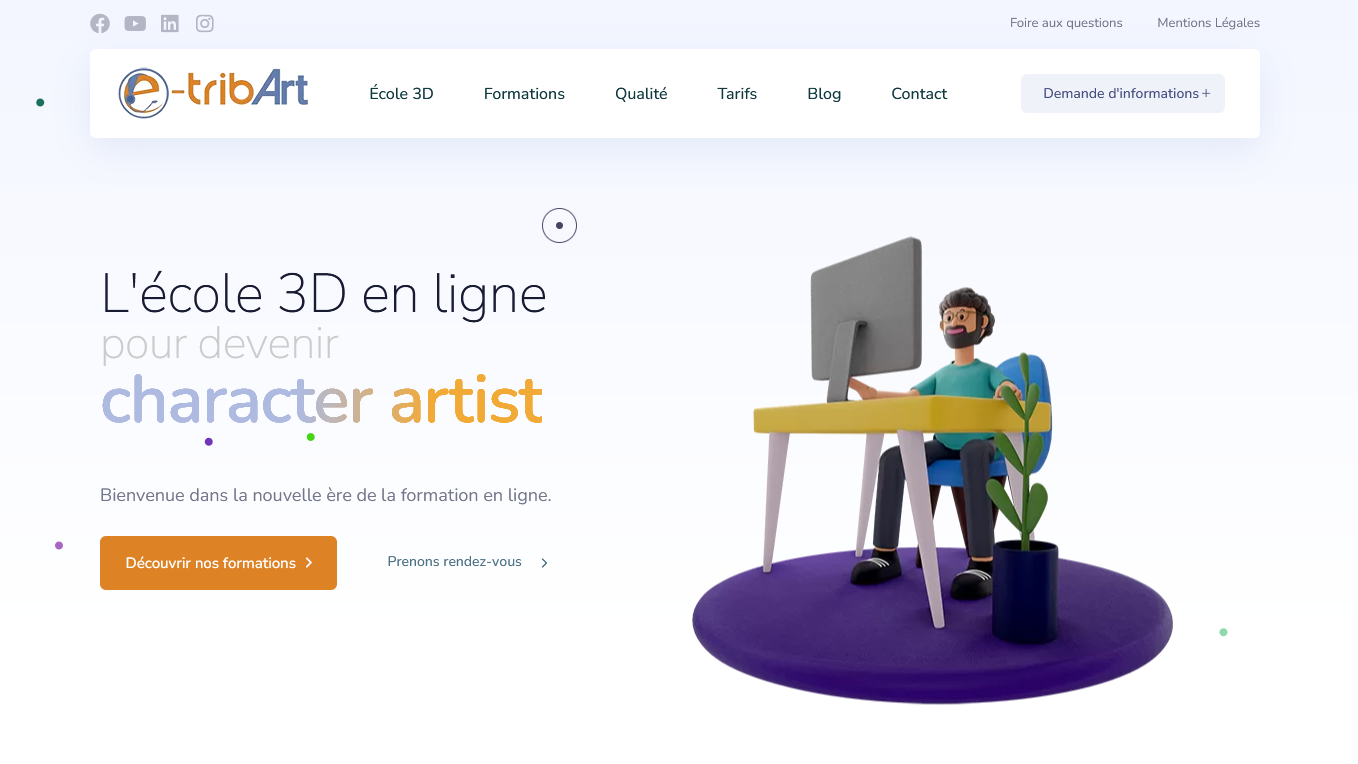 Foire aux questions
Mentions Légales
e-tribArt
École 3D
Formations
Qualité
Tarifs
Blog
Contact
Demande d'informations +
L'école 3D en ligne
pour devenir
character artist
Bienvenue dans la nouvelle ère de la formation en ligne.
Découvrir nos formations
Prenons rendez-vous